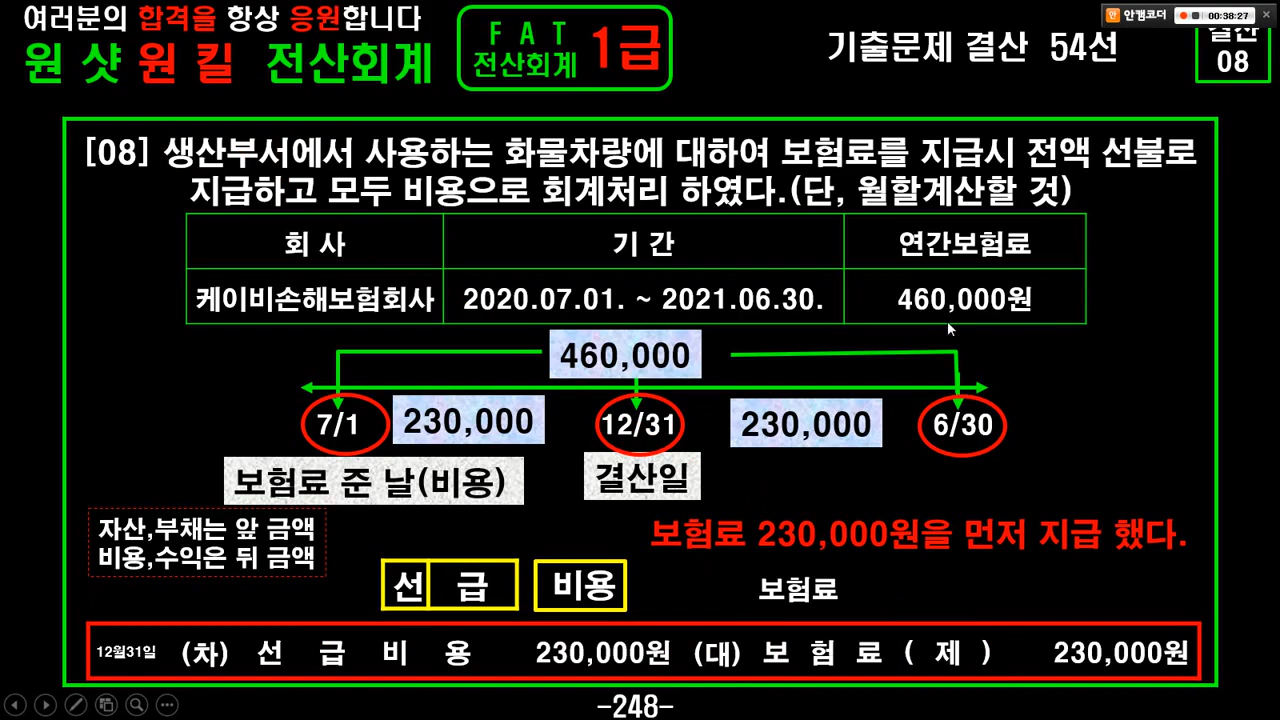 여러분의 합격을 항상 응원합니다
원 샷 원 킬 전산회계
F A T
전산회계 1급
기출문제 결산 54선
안캠코더
00:38:27
결산
08
[08] 생산부서에서 사용하는 화물차량에 대하여 보험료를 지급시 전액 선불로
지급하고 모두 비용으로 회계처리 하였다.(단, 월할계산할 것)
회 사 기 간 연간보험료
케이비손해보험회사 2020.07.01. ~ 2021.06.30. 460,000원
460,000
7/1 230,000 12/31 230,000 6/30
보험료 준 날(비용) 결산일
자산,부채는 앞 금액
비용,수익은 뒤 금액
보험료 230,000원을 먼저 지급 했다.
선 급 비용 보험료
12월31일 (차) 선 급 비 용 230,000원 (대) 보 험 료 ( 제 ) 230,000원
-248-